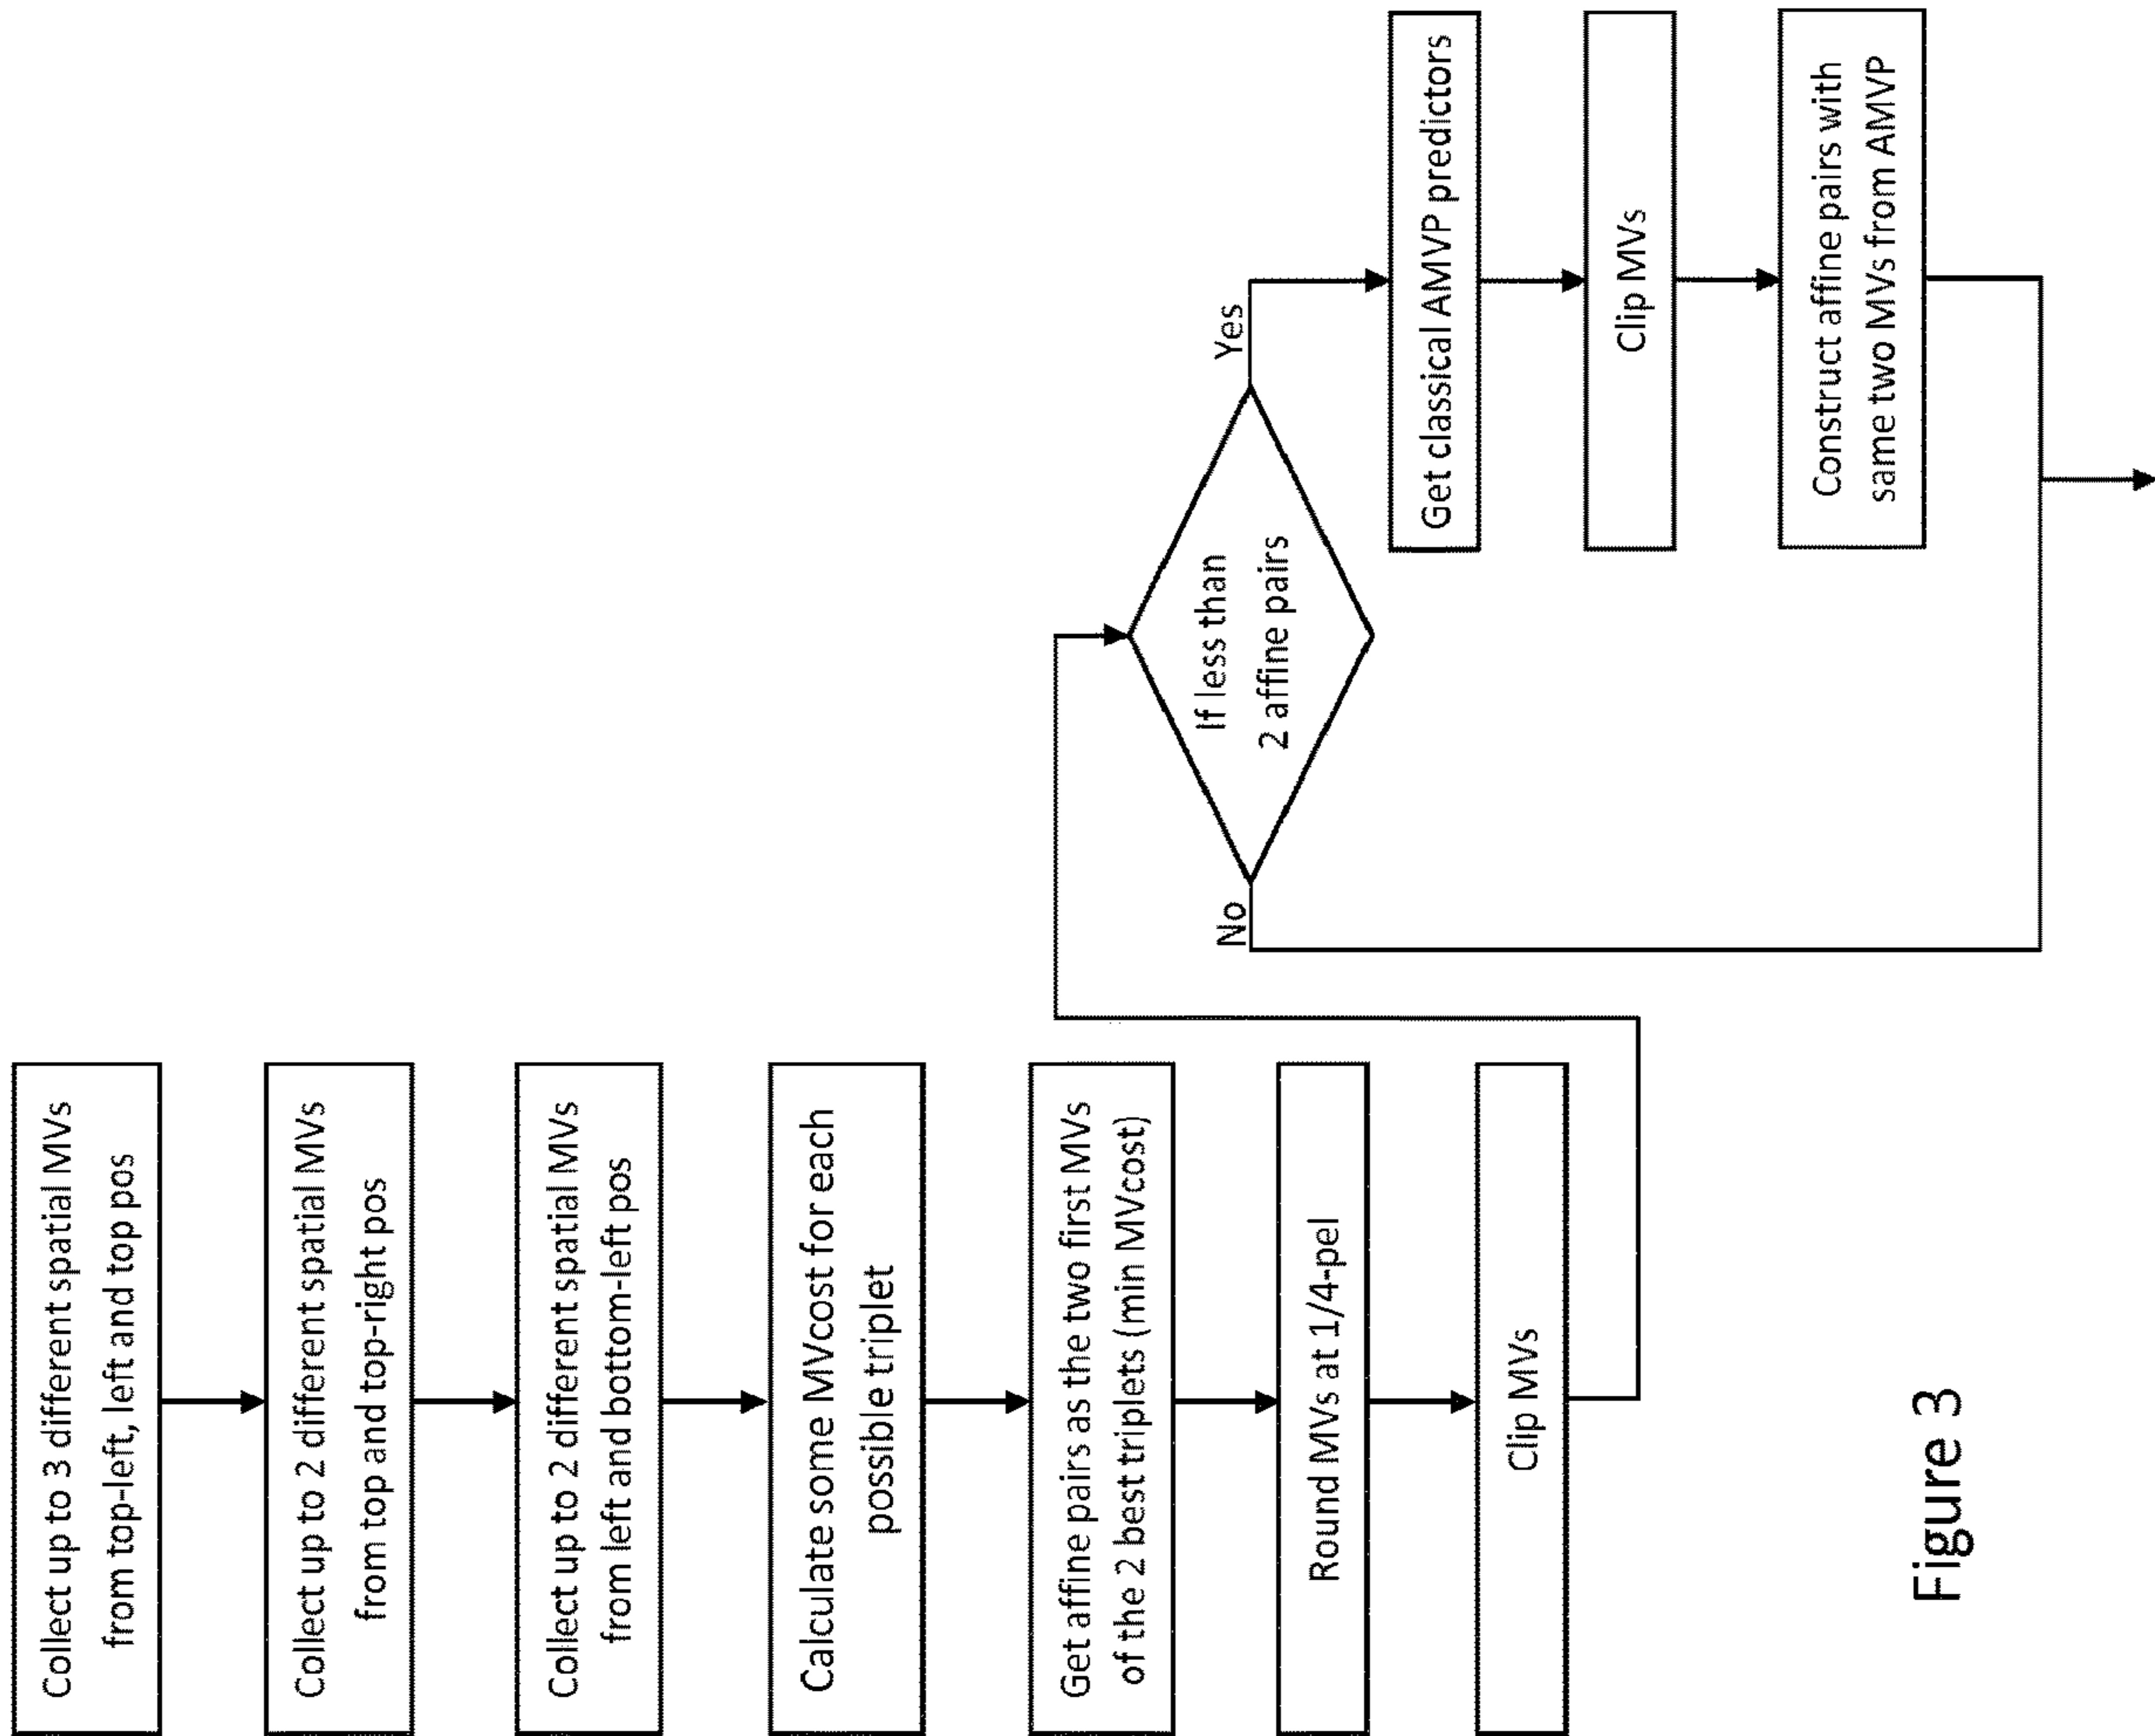 Collect up to 3 different spatial MVs
from top-left, left and top pos
Collect up to 2 different spatial MVs
from top and top-right pos
Collect up to 2 different spatial MVs
from left and bottom-left pos
Calculate some MVcost for each
possible triplet
Get affine pairs as the two first MVs
of the 2 best triplets (min MVcost)
Round MVs at 1/4-pel
Clip MVs
If less than
2 affine pairs
No
Yes
Get classical AMVP predictors
Clip MVs
Construct affine pairs with
same two MVs from AMVP
Figure 3